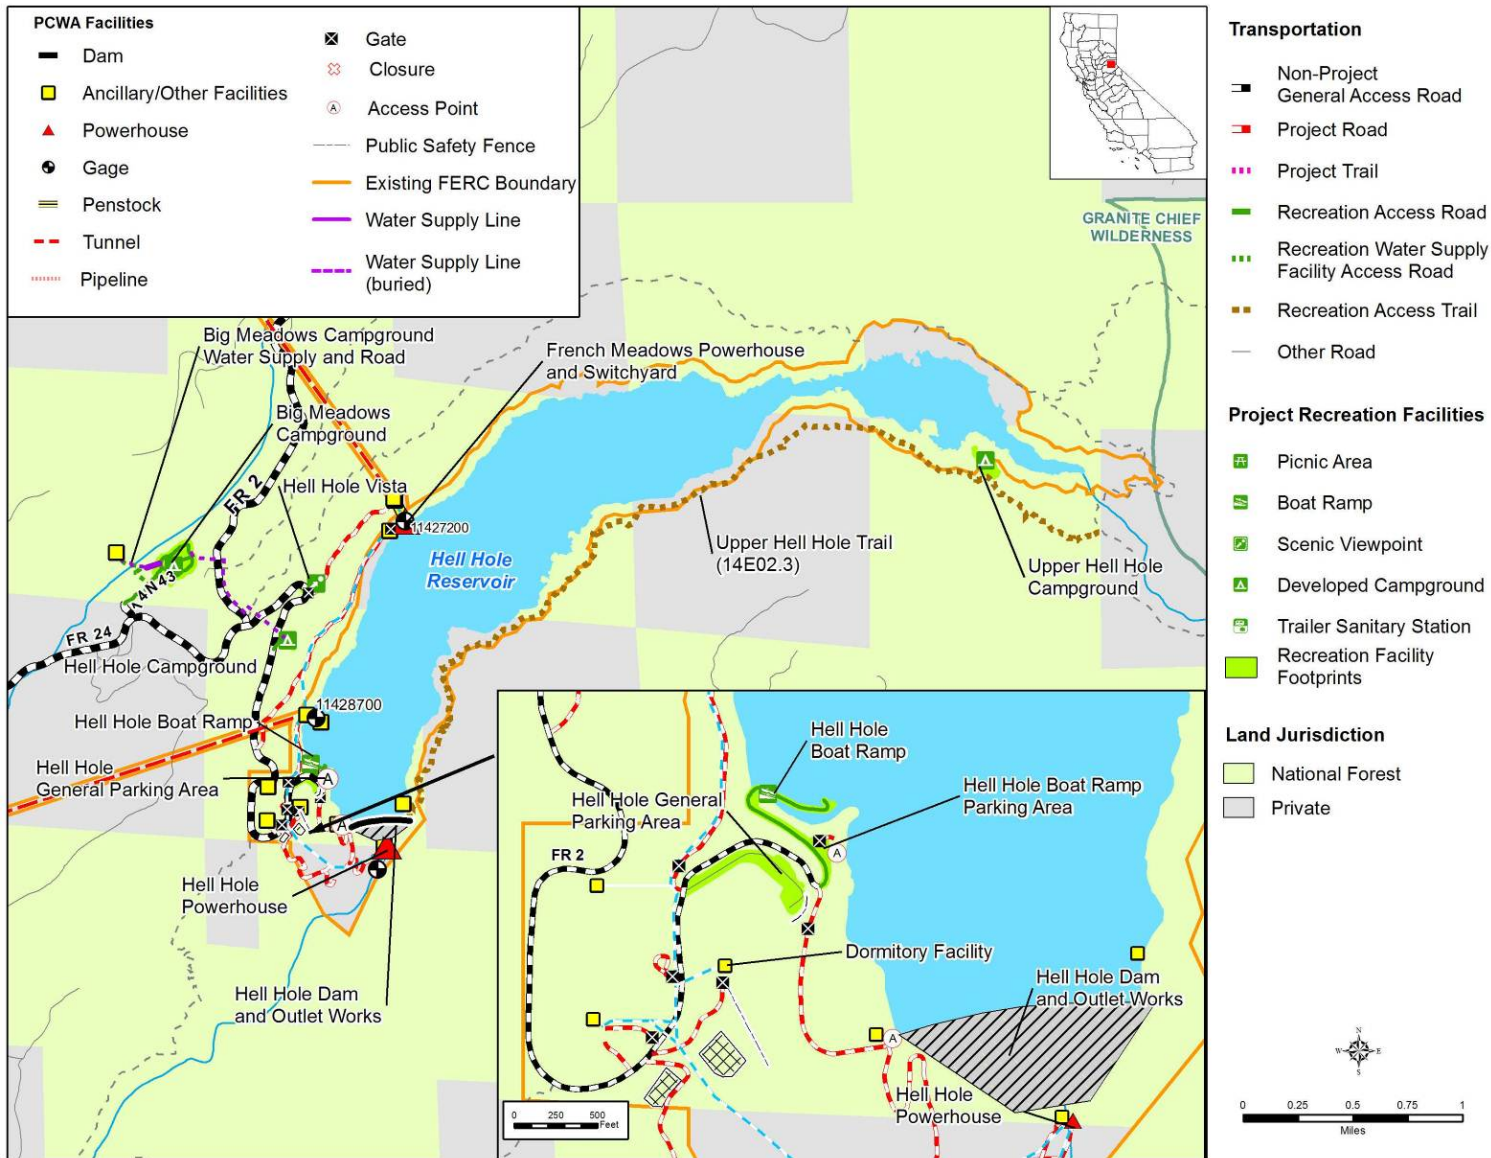 PCWA Facilities
Dam
Ancillary/Other Facilities
Powerhouse
Gage
Penstock
Tunnel
Pipeline
Gate
Closure
A
Access Point
Public Safety Fence
Existing FERC Boundary
Water Supply Line
Water Supply Line
(buried)
GRANITE CHIEF
WILDERNESS
Big Meadows Campground
Water Supply and Road
French Meadows Powerhouse
and Switchyard
Big Meadows
Campground
FR 2
Hell Hole Vista
11427200
Hell Hole
Reservoir
Upper Hell Hole Trail
(14E02.3)
Upper Hell Hole
Campground
14N43
FR 24
Hell Hole Campground
11428700
Hell Hole Boat Ramp
Hell Hole
General Parking Area
A
A
Hell Hole
Powerhouse
Hell Hole Dam
and Outlet Works
Hell Hole
Boat Ramp
Hell Hole General
Parking Area
Hell Hole Boat Ramp
Parking Area
FR 2
A
Dormitory Facility
Hell Hole Dam
and Outlet Works
A
Hell Hole
Powerhouse
0 250 500
Feet
Transportation
Non-Project
General Access Road
Project Road
Project Trail
Recreation Access Road
Recreation Water Supply
Facility Access Road
Recreation Access Trail
Other Road
Project Recreation Facilities
Picnic Area
Boat Ramp
Scenic Viewpoint
Developed Campground
Trailer Sanitary Station
Recreation Facility
Footprints
Land Jurisdiction
National Forest
Private
N
W E
S
0 0.25 0.5 0.75 1
Miles